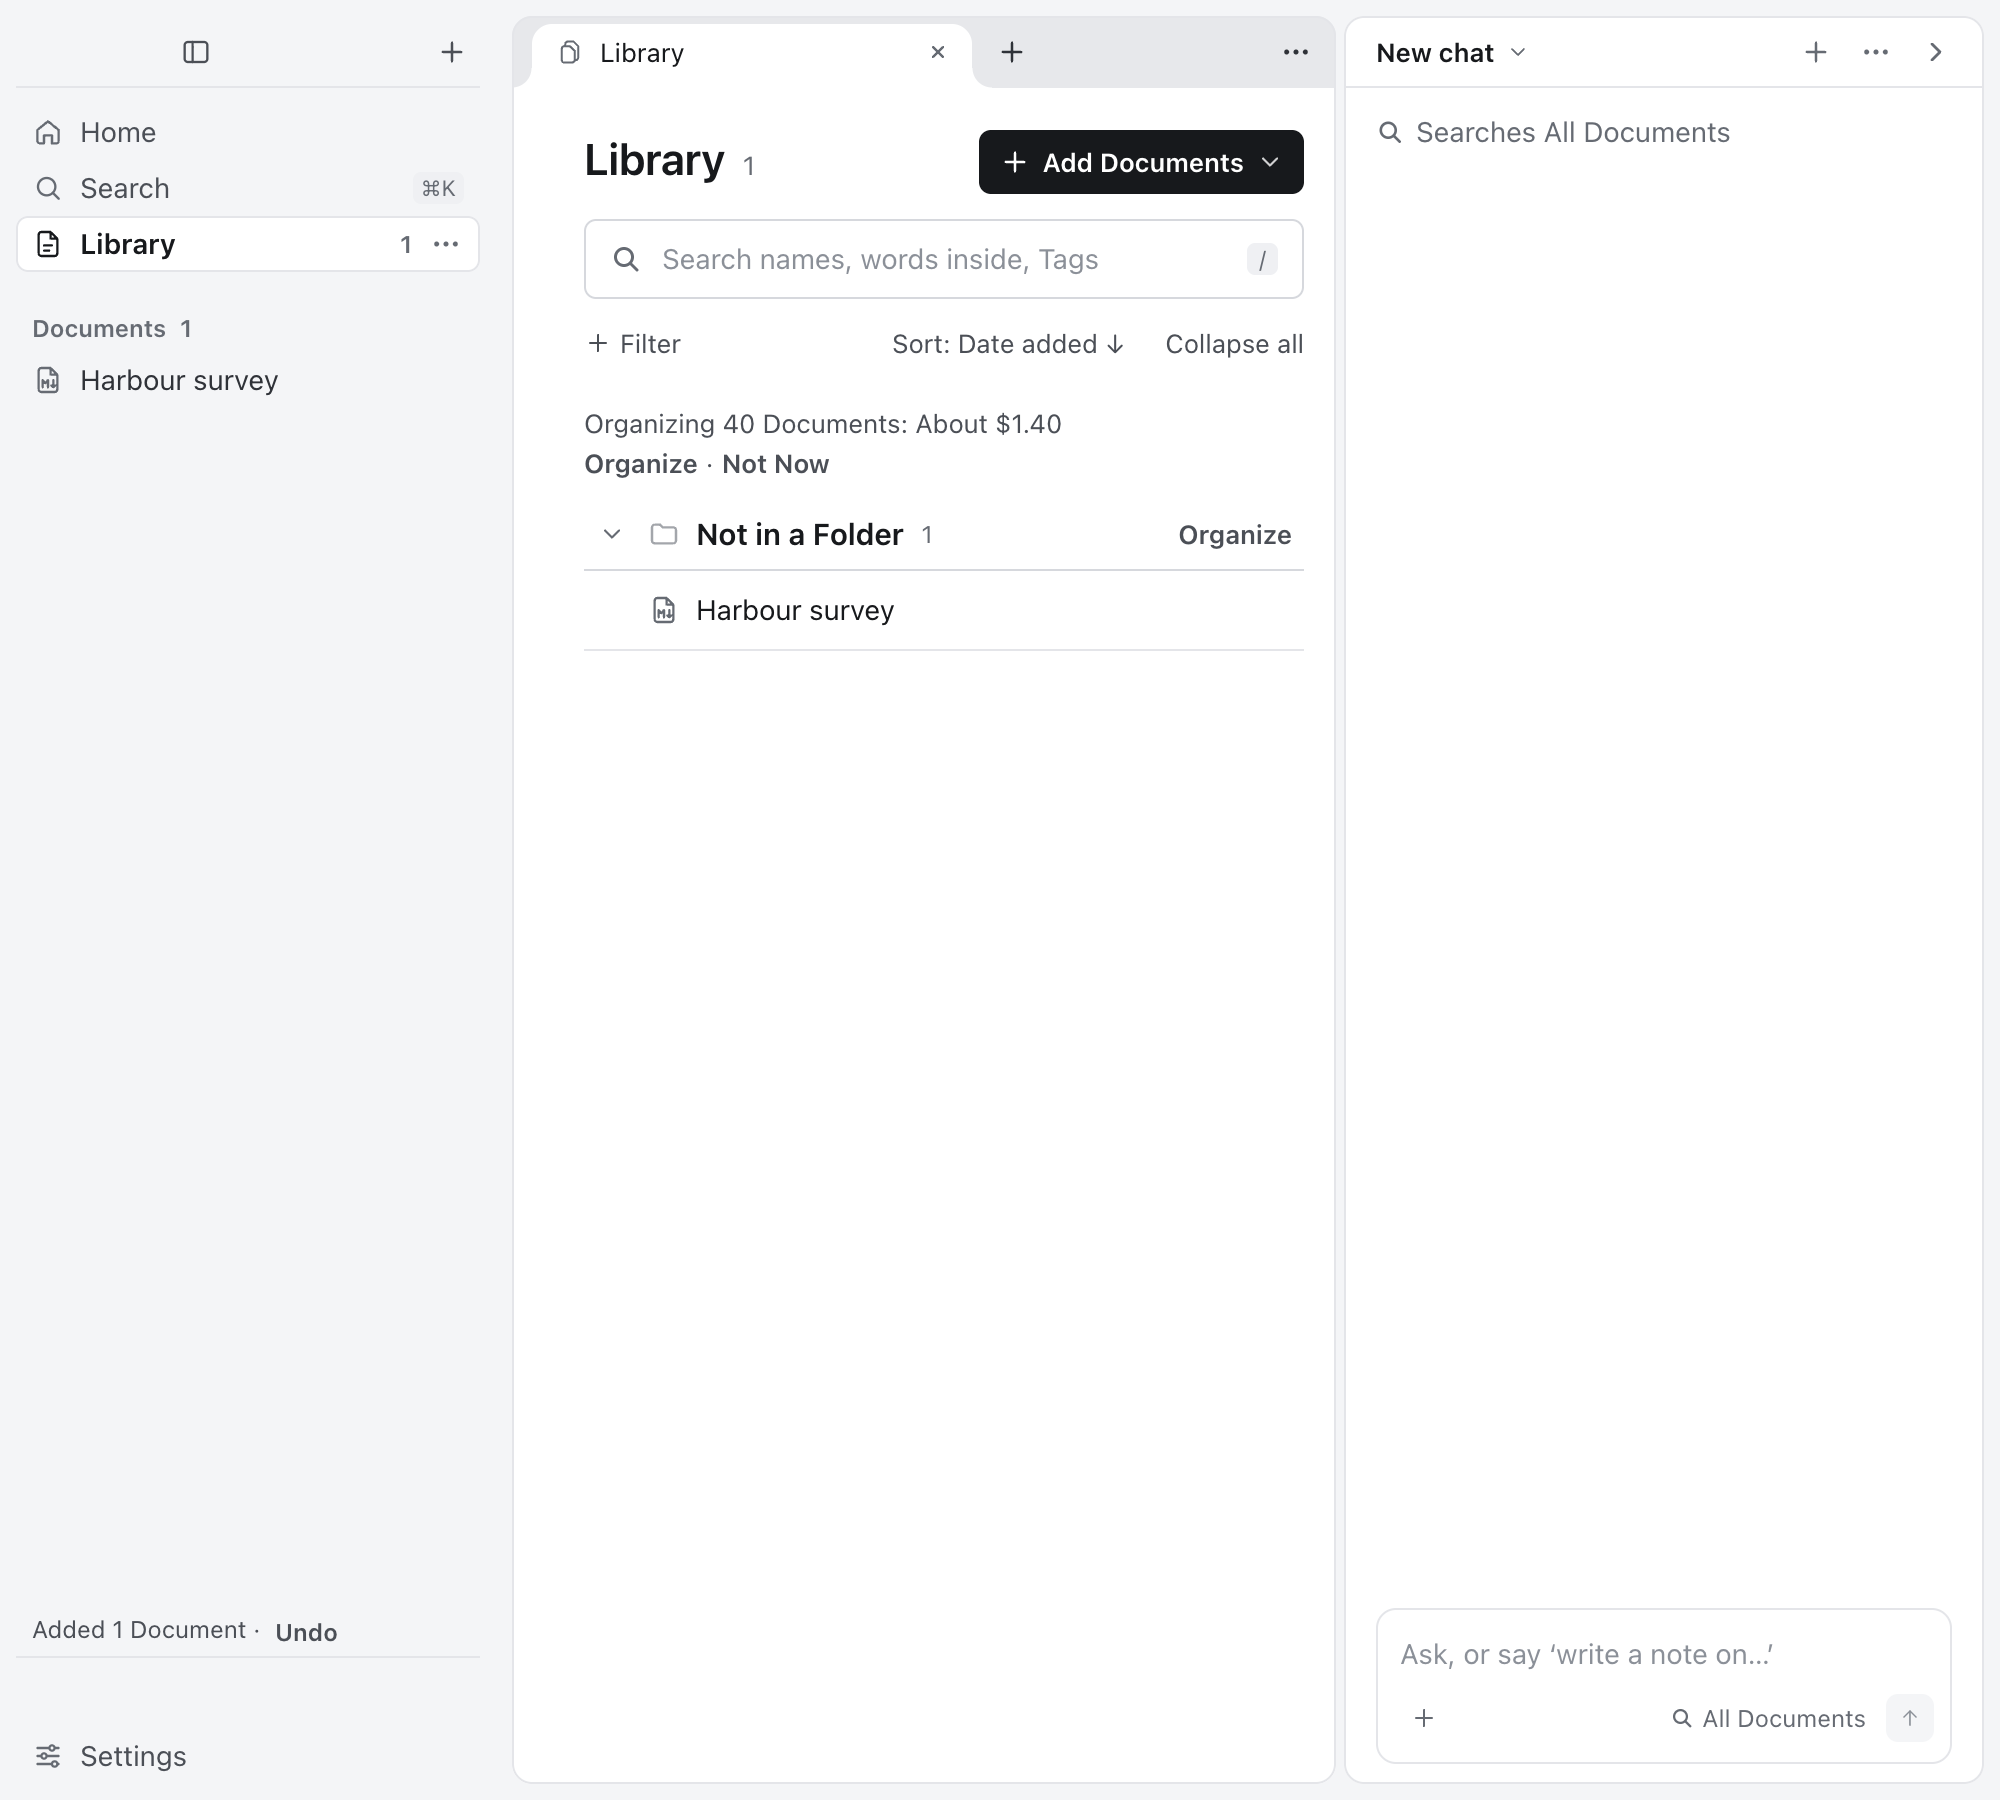 Home
Search ⌘K
Library 1
Documents 1
Harbour survey
Added 1 Document · Undo
Settings
Library
Library 1
+ Add Documents
Search names, words inside, Tags /
+ Filter
Sort: Date added ↓ Collapse all
Organizing 40 Documents: About $1.40
Organize · Not Now
Not in a Folder 1 Organize
Harbour survey
New chat
Searches All Documents
Ask, or say ‘write a note on…’
All Documents